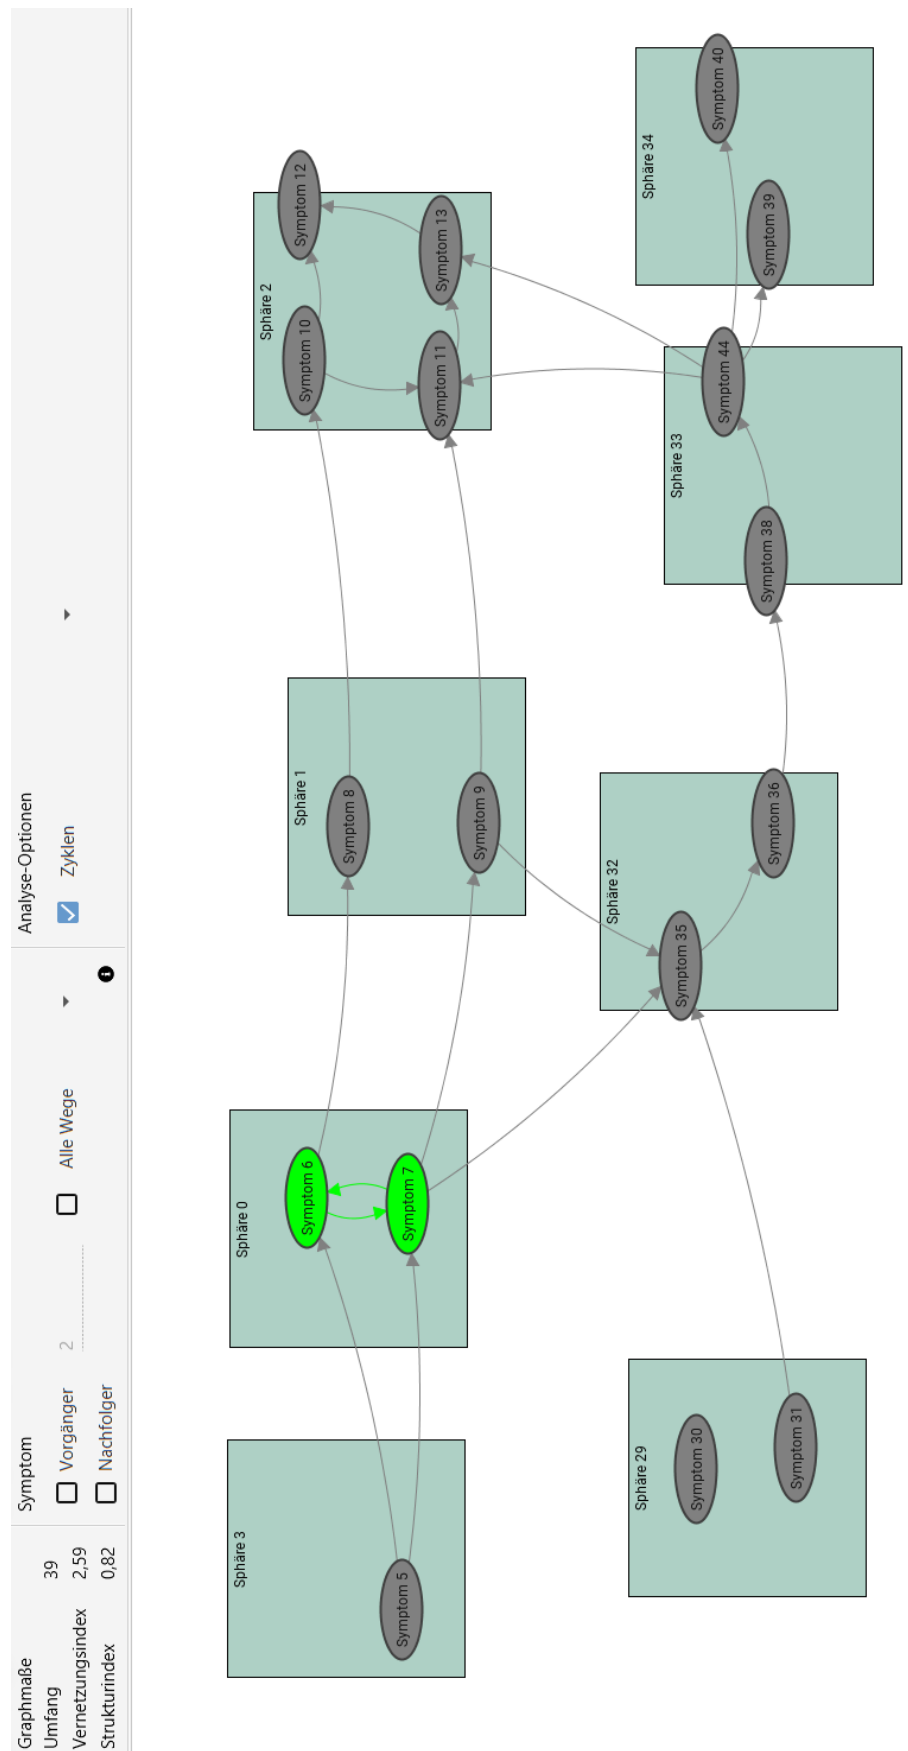 Graphmaße
Umfang 39
Vernetzungsindex 2,59
Strukturindex 0,82
Symptom
Vorgänger 2
Nachfolger
Alle Wege
Analyse-Optionen
Zyklen
Sphäre 3
Symptom 5
Sphäre 0
Symptom 6
Symptom 7
Sphäre 1
Symptom 8
Symptom 9
Sphäre 2
Symptom 10
Symptom 12
Symptom 11
Symptom 13
Sphäre 29
Symptom 30
Symptom 31
Sphäre 32
Symptom 35
Symptom 36
Sphäre 33
Symptom 38
Symptom 44
Sphäre 34
Symptom 40
Symptom 39